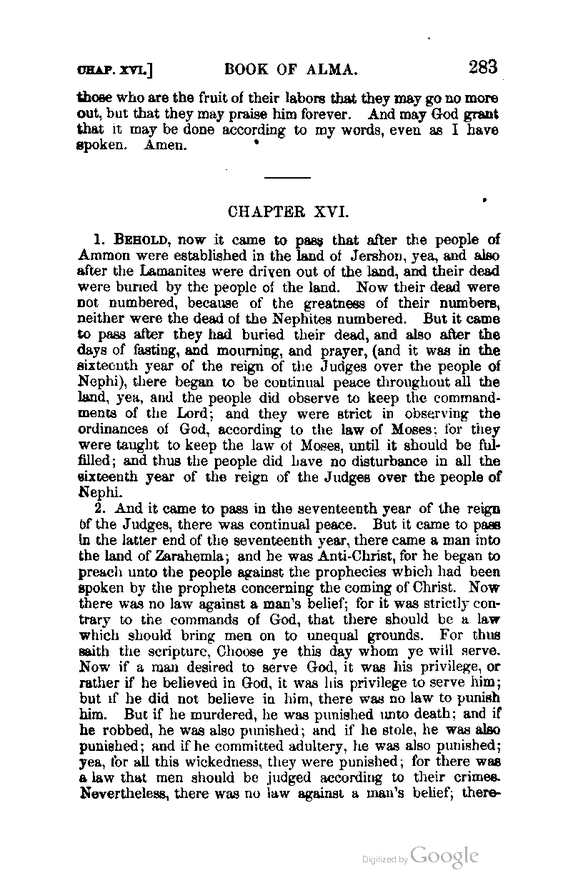 CHAP. XVI.] BOOK OF ALMA. 283
those who are the fruit of their labors that they may go no more
out, but that they may praise him forever. And may God grant
that it may be done according to my words, even as I have
spoken. Amen.
CHAPTER XVI.
1. BEHOLD, now it came to pass that after the people of
Ammon were established in the land of Jershon, yea, and also
after the Lamanites were driven out of the land, and their dead
were buried by the people of the land. Now their dead were
not numbered, because of the greatness of their numbers,
neither were the dead of the Nephites numbered. But it came
to pass after they had buried their dead, and also after the
days of fasting, and mourning, and prayer, (and it was in the
sixteenth year of the reign of the Judges over the people of
Nephi), there began to be continual peace throughout all the
land, yea, and the people did observe to keep the command-
ments of the Lord; and they were strict in observing the
ordinances of God, according to the law of Moses; for they
were taught to keep the law of Moses, until it should be ful-
filled; and thus the people did have no disturbance in all the
sixteenth year of the reign of the Judges over the people of
Nephi.
2. And it came to pass in the seventeenth year of the reign
of the Judges, there was continual peace. But it came to pass
in the latter end of the seventeenth year, there came a man into
the land of Zarahemla; and he was Anti-Christ, for he began to
preach unto the people against the prophecies which had been
spoken by the prophets concerning the coming of Christ. Now
there was no law against a man's belief; for it was strictly con-
trary to the commands of God, that there should be a law
which should bring men on to unequal grounds. For thus
saith the scripture, Choose ye this day whom ye will serve.
Now if a man desired to serve God, it was his privilege, or
rather if he believed in God, it was his privilege to serve him;
but if he did not believe in him, there was no law to punish
him. But if he murdered, he was punished unto death; and if
he robbed, he was also punished; and if he stole, he was also
punished; and if he committed adultery, he was also punished;
yea, for all this wickedness, they were punished; for there was
a law that men should be judged according to their crimes.
Nevertheless, there was no law against a man's belief; there-
Digitized by Google